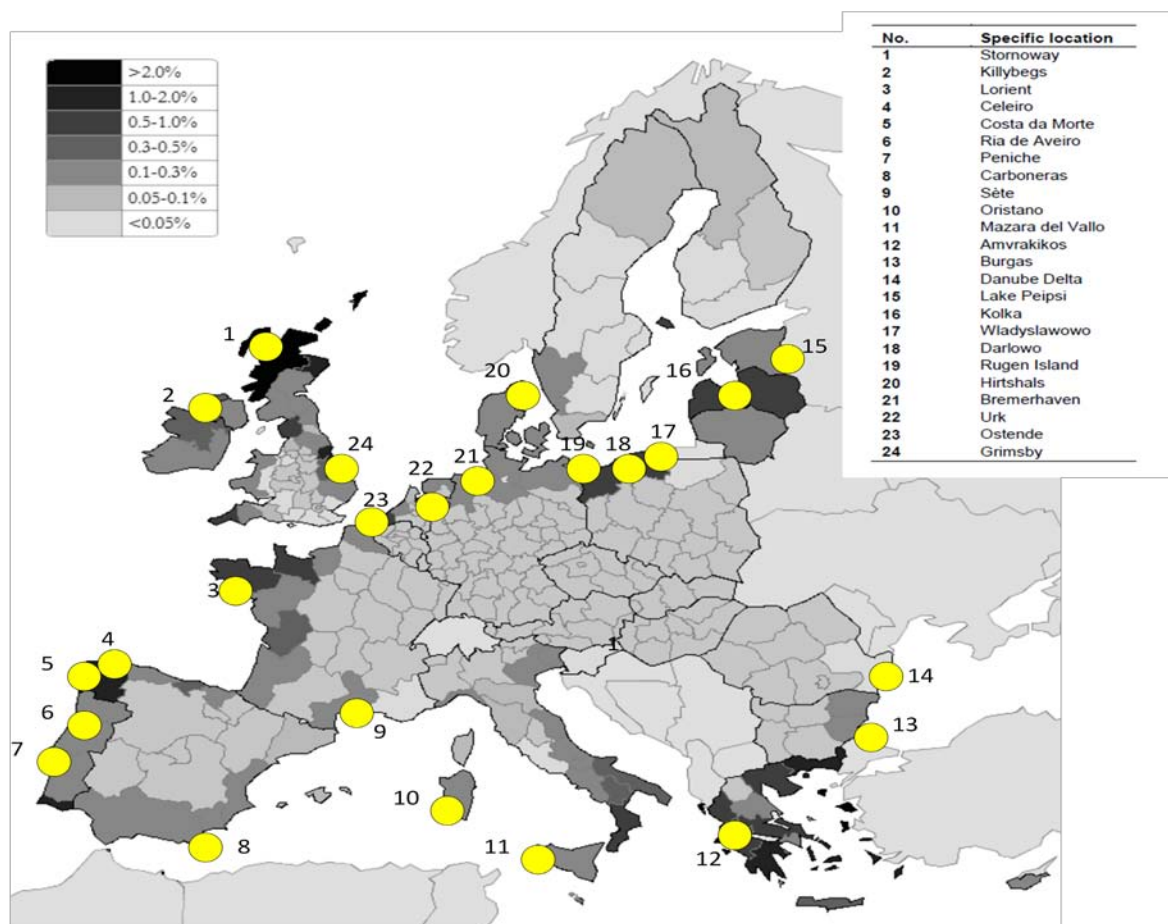 >2.0%
1.0-2.0%
0.5-1.0%
0.3-0.5%
0.1-0.3%
0.05-0.1%
<0.05%
No. Specific location
1 Stornoway
2 Killybegs
3 Lorient
4 Celeiro
5 Costa da Morte
6 Ria de Aveiro
7 Peniche
8 Carboneras
9 Sète
10 Oristano
11 Mazara del Vallo
12 Amvrakikos
13 Burgas
14 Danube Delta
15 Lake Peipsi
16 Kolka
17 Wladyslawowo
18 Darlowo
19 Rugen Island
20 Hirtshals
21 Bremerhaven
22 Urk
23 Ostende
24 Grimsby
1
2
20
16
15
24
22
21
19
18
17
23
3
4
5
1
14
6
13
7
9
10
8
11
12